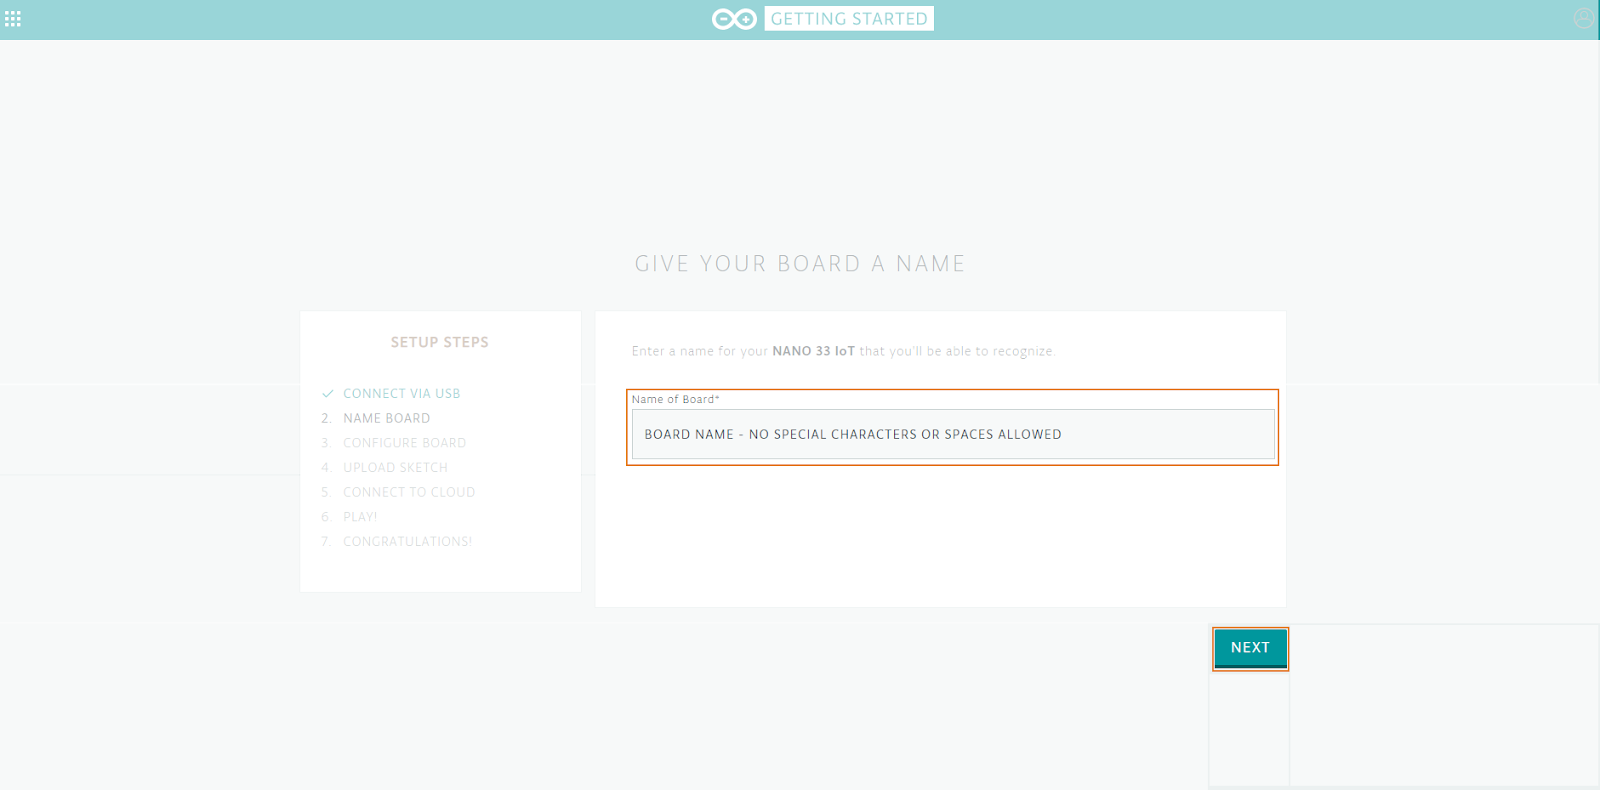 GETTING STARTED
GIVE YOUR BOARD A NAME
SETUP STEPS
CONNECT VIA USB
2. NAME BOARD
3. CONFIGURE BOARD
4. UPLOAD SKETCH
5. CONNECT TO CLOUD
6. PLAY!
7. CONGRATULATIONS!
Enter a name for your NANO 33 IoT that you'll be able to recognize.
Name of Board*
BOARD NAME - NO SPECIAL CHARACTERS OR SPACES ALLOWED
NEXT